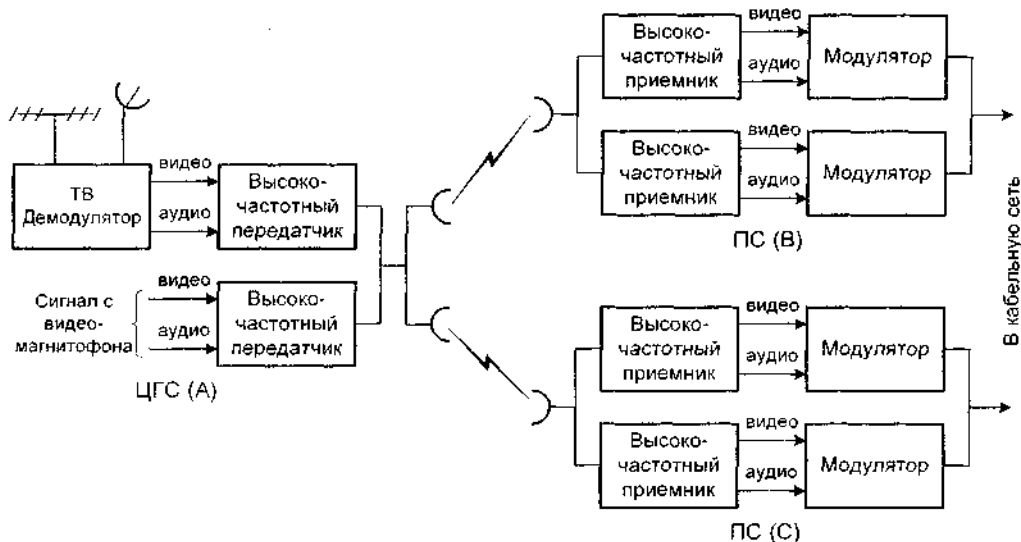 ТВ
Демодулятор
видео
аудио
Высоко-
частотный
передатчик
Сигнал с
видео-
магнитофона
видео
аудио
Высоко-
частотный
передатчик
ЦГС (А)
Высоко-
частотный
приемник
видео
аудио
Модулятор
Высоко-
частотный
приемник
видео
аудио
Модулятор
ПС (В)
Высоко-
частотный
приемник
видео
аудио
Модулятор
Высоко-
частотный
приемник
видео
аудио
Модулятор
ПС (С)
В кабельную сеть